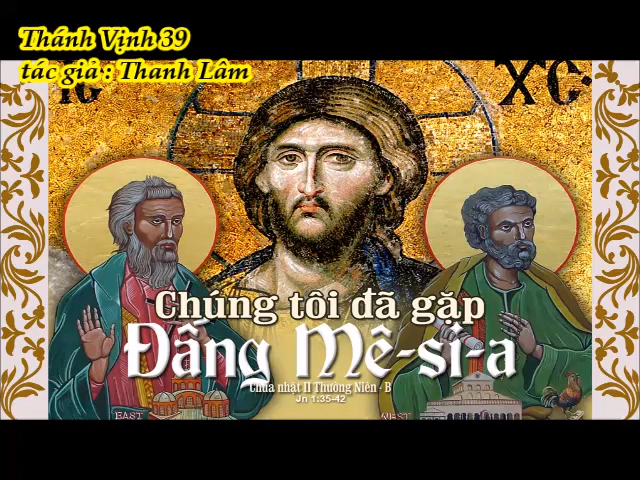 Thánh Vịnh 39
tác giả : Thanh Lâm
IC
XC
Chúng tôi đã gặp
Đấng Mê-si-a
Chúa nhật II Thường Niên - B
Jn 1:35-42
EAST
WEST